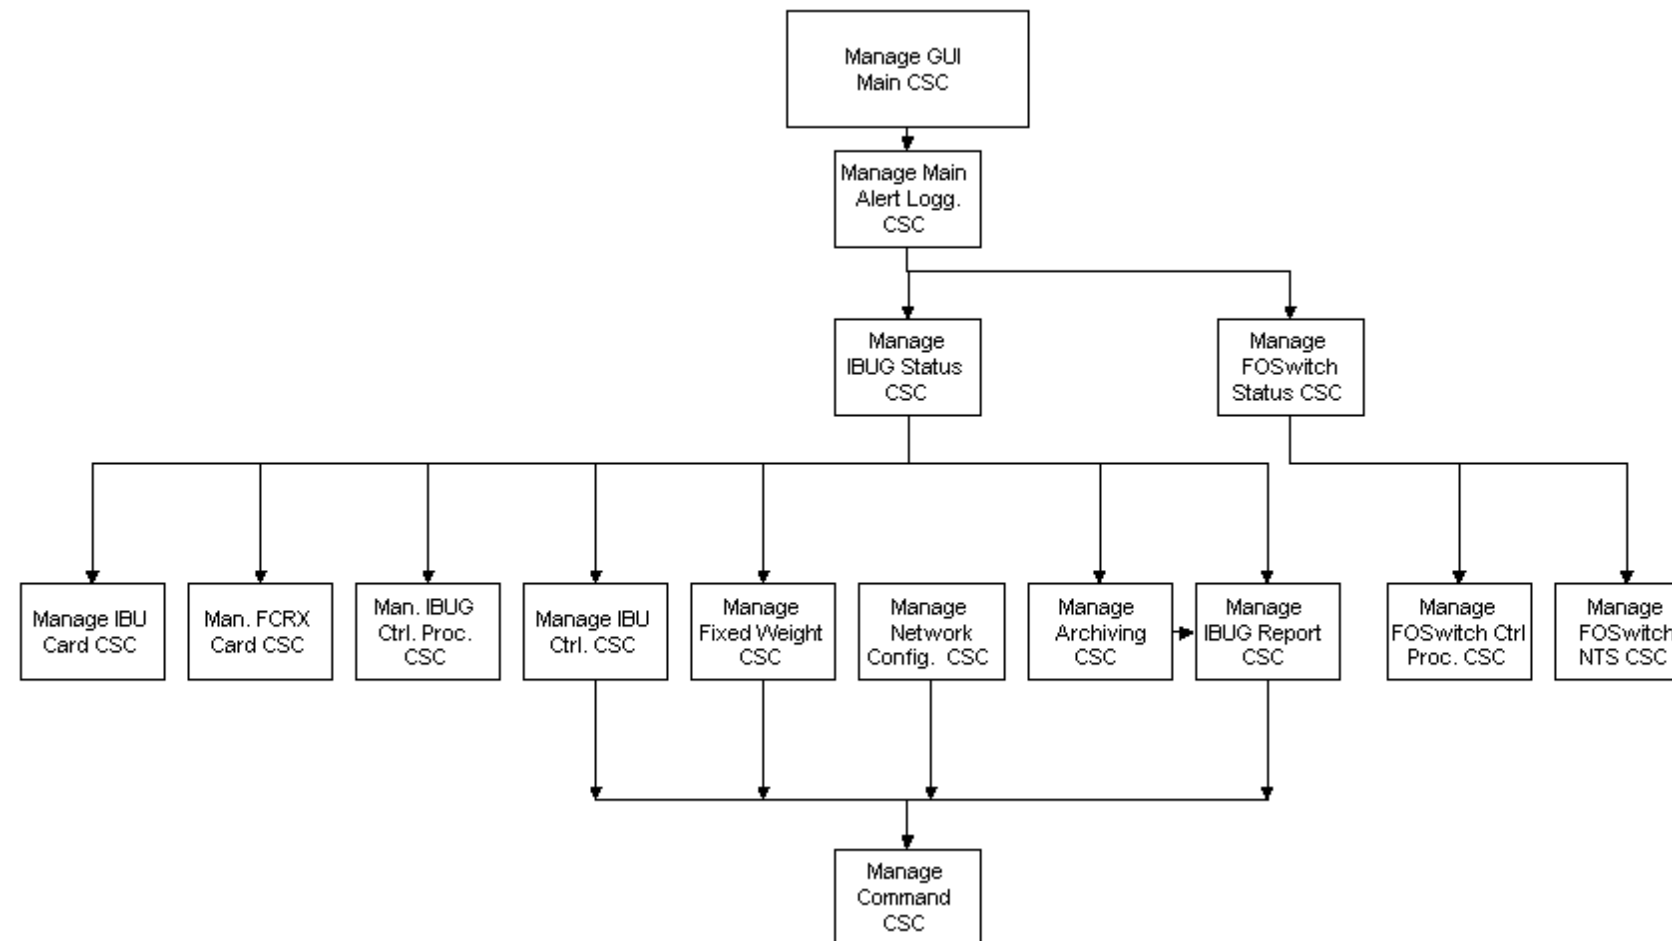 Manage GUI
Main CSC
Manage Main
Alert Logg.
CSC
Manage
IBUG Status
CSC
Manage
FOSwitch
Status CSC
Manage IBU
Card CSC
Man. FCRX
Card CSC
Man. IBUG
Ctrl. Proc.
CSC
Manage IBU
Ctrl. CSC
Manage
Fixed Weight
CSC
Manage
Network
Config. CSC
Manage
Archiving
CSC
Manage
IBUG Report
CSC
Manage
FOSwitch Ctrl
Proc. CSC
Manage
FOSwitch
NTS CSC
Manage
Command
CSC